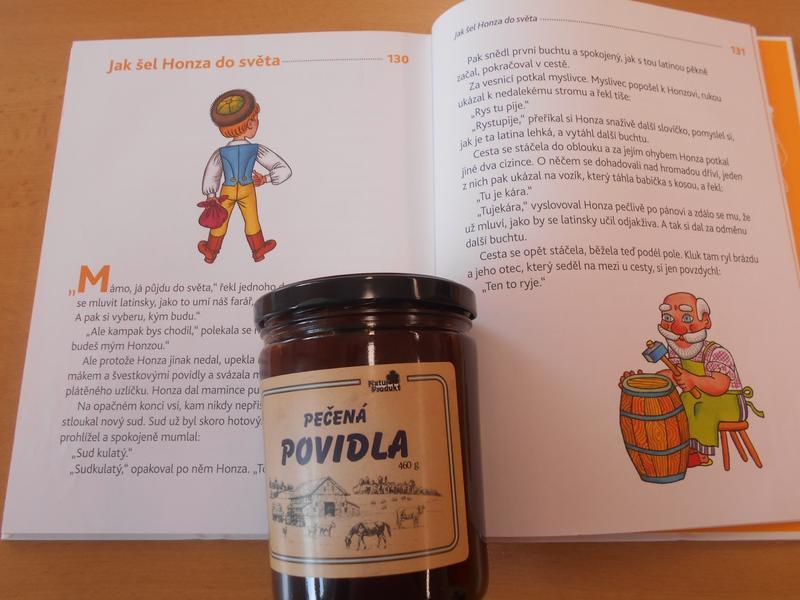 Jak šel Honza do světa 130
„Mámo, já půjdu do světa,“ řekl jednoho
se mluvit latinsky, jako to umí náš farář,
A pak si vyberu, kým budu.“
„Ale kampak bys chodil,“ polekala se
budeš mým Honzou.“
Ale protože Honza jinak nedal, upekla
mákem a švestkovými povidly a svázala
plátěného uzlíčku. Honza dal mamince
Na opačném konci vsi, kam nikdy
stloukal nový sud. Sud už byl skoro hotový.
prohlížel a spokojeně mumlal:
„Sud kulatý.“
„Sudkulatý,“ opakoval po něm Honza.
Jak šel Honza do světa 131
Pak snědl první buchtu a spokojený, jak s tou latinou pěkně
začal, pokračoval v cestě.
Za vesnicí potkal myslivce. Myslivec popošel k Honzovi, rukou
ukázal k nedalekému stromu a řekl tiše:
„Rys tu pije.“
„Rystupije,“ přeříkal si Honza snaživě další slovíčko, pomyslel si,
jak je ta latina lehká, a vytáhl další buchtu.
Cesta se stáčela do oblouku a za jejím ohybem Honza potkal
jiné dva cizince. O něčem se dohadovali nad hromadou dříví, jeden
z nich pak ukázal na vozík, který táhla babička s kosou, a řekl:
„Tu je kára.“
„Tujekára,“ vyslovoval Honza pečlivě po pánovi a zdálo se mu, že
už mluví, jako by se latinsky učil odjakživa. A tak si dal za odměnu
další buchtu.
Cesta se opět stáčela, běžela teď podél pole. Kluk tam ryl brázdu
a jeho otec, který seděl na mezi u cesty, si jen povzdychl:
„Ten to ryje.“
Natur
Produkt
PEČENÁ
POVIDLA
460 g